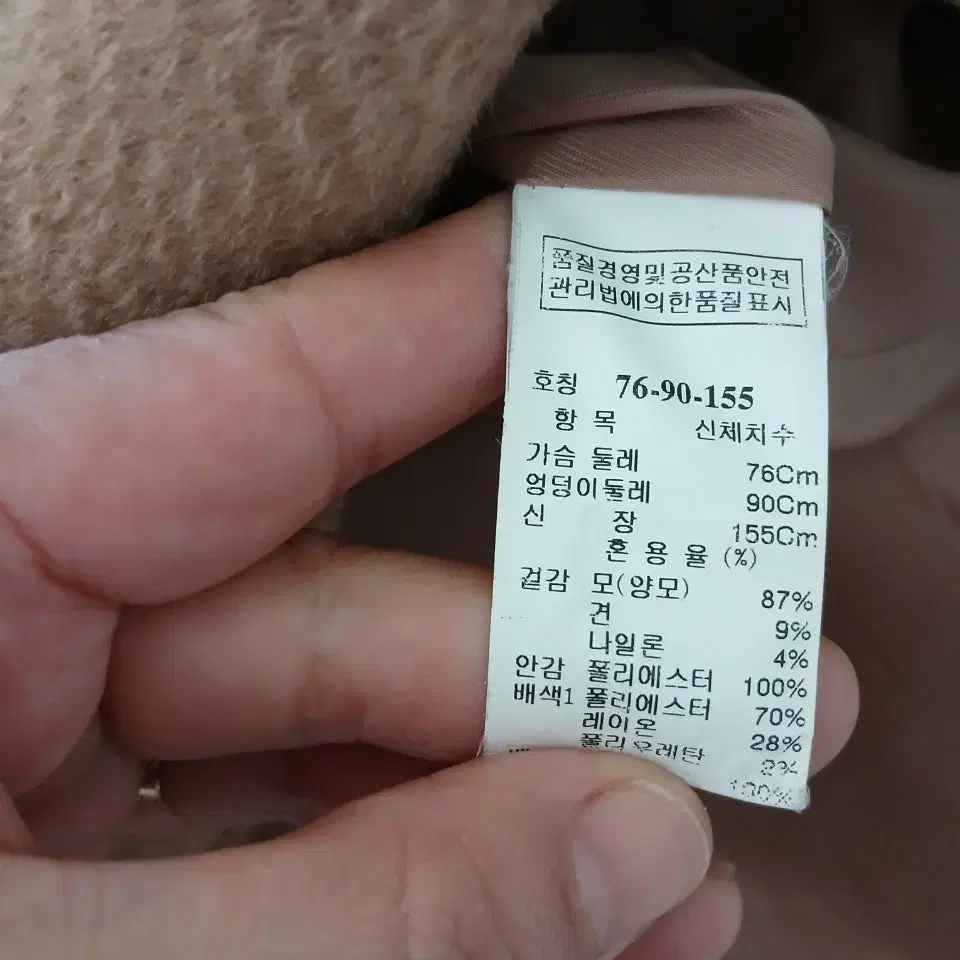 품질경영및공산품안전
관리법에의한품질표시
호칭 76-90-155
항 목 신체치수
가슴 둘레 76Cm
엉덩이둘레 90Cm
신 장 155Cm
혼 용 율 (%)
겉감 모(양모) 87%
견 9%
나일론 4%
안감 폴리에스터 100%
배색1 폴리에스터 70%
레이온 28%
폴리우레탄 2%
100%